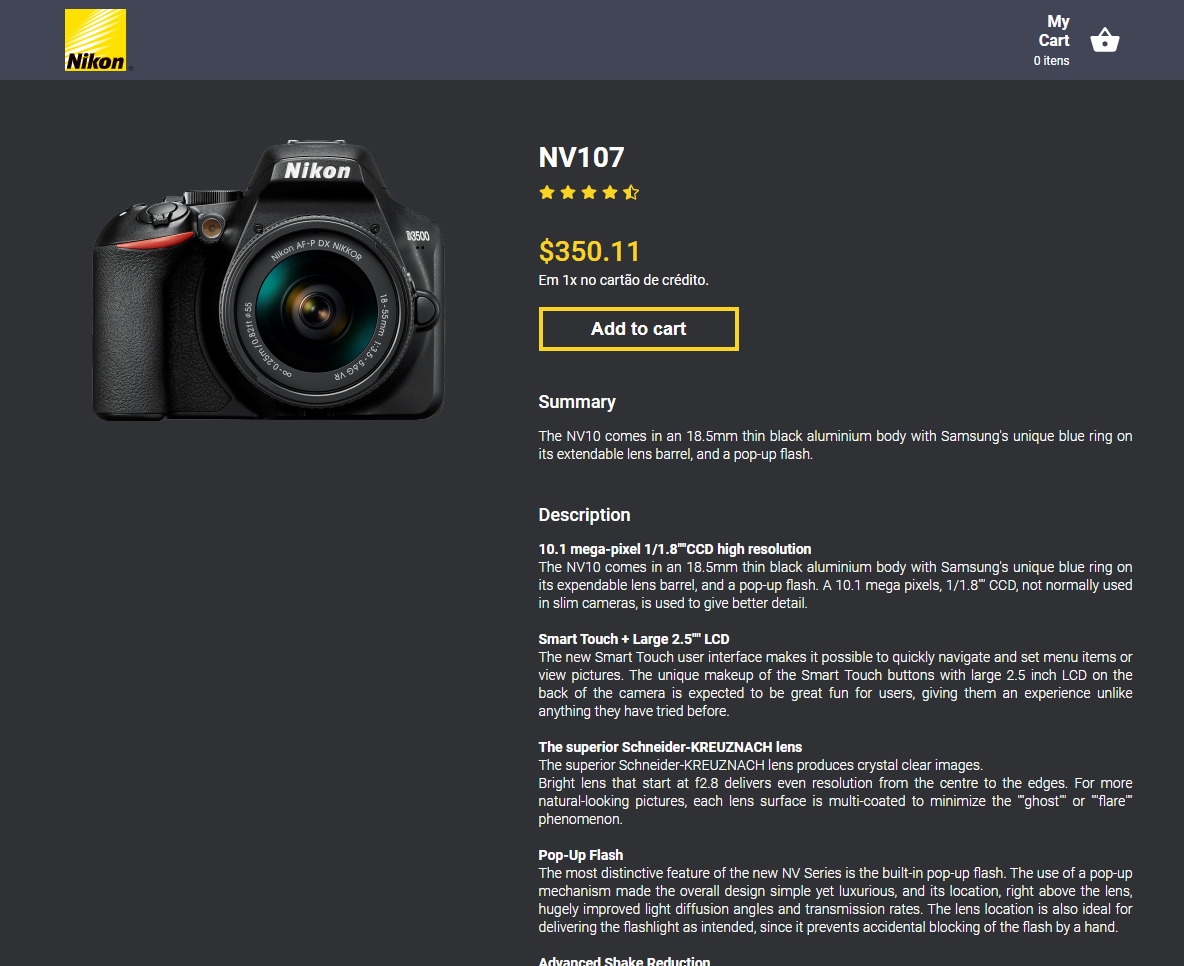 Nikon
My
Cart
0 itens
Nikon
D3500
Nikon AF-P DX NIKKOR
18-55mm 1:3.5-5.6G VR
∞-0.25m/0.82ft ø55
NV107
$350.11
Em 1x no cartão de crédito.
Add to cart
Summary
The NV10 comes in an 18.5mm thin black aluminium body with Samsung's unique blue ring on
its extendable lens barrel, and a pop-up flash.
Description
10.1 mega-pixel 1/1.8""CCD high resolution
The NV10 comes in an 18.5mm thin black aluminium body with Samsung's unique blue ring on
its expendable lens barrel, and a pop-up flash. A 10.1 mega pixels, 1/1.8"" CCD, not normally used
in slim cameras, is used to give better detail.
Smart Touch + Large 2.5"" LCD
The new Smart Touch user interface makes it possible to quickly navigate and set menu items or
view pictures. The unique makeup of the Smart Touch buttons with large 2.5 inch LCD on the
back of the camera is expected to be great fun for users, giving them an experience unlike
anything they have tried before.
The superior Schneider-KREUZNACH lens
The superior Schneider-KREUZNACH lens produces crystal clear images.
Bright lens that start at f2.8 delivers even resolution from the centre to the edges. For more
natural-looking pictures, each lens surface is multi-coated to minimize the ""ghost"" or ""flare""
phenomenon.
Pop-Up Flash
The most distinctive feature of the new NV Series is the built-in pop-up flash. The use of a pop-up
mechanism made the overall design simple yet luxurious, and its location, right above the lens,
hugely improved light diffusion angles and transmission rates. The lens location is also ideal for
delivering the flashlight as intended, since it prevents accidental blocking of the flash by a hand.
Advanced Shake Reduction